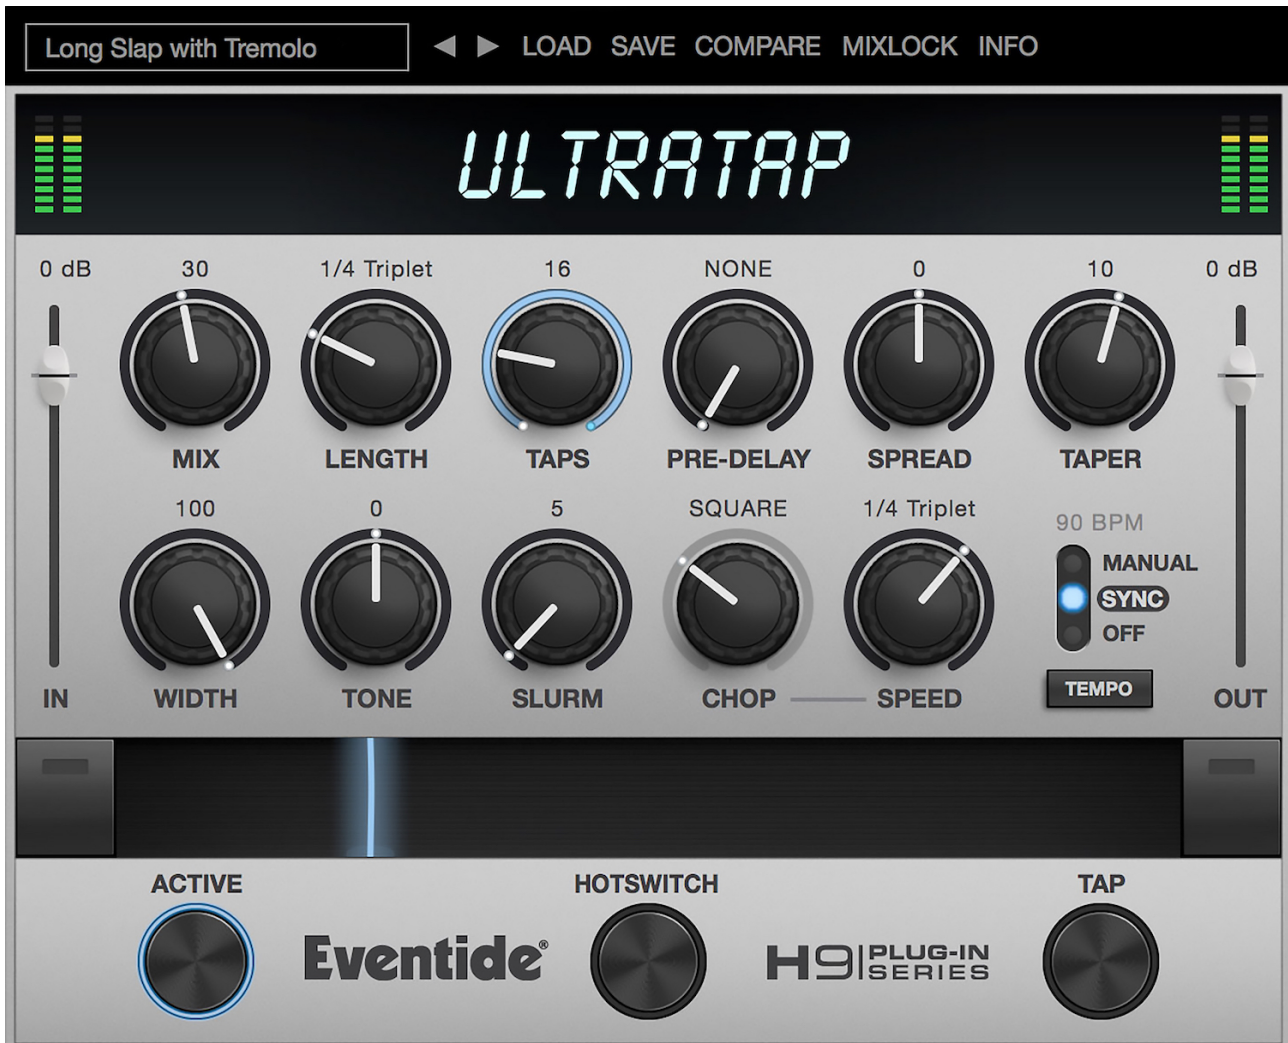 Long Slap with Tremolo LOAD SAVE COMPARE MIXLOCK INFO
ULTRATAP
0 dB 30 1/4 Triplet 16 NONE 0 10 0 dB
MIX LENGTH TAPS PRE-DELAY SPREAD TAPER
100 0 5 SQUARE 1/4 Triplet 90 BPM
MANUAL
SYNC
OFF
TEMPO
IN WIDTH TONE SLURM CHOP SPEED OUT
ACTIVE HOTSWITCH TAP
Eventide® H9 PLUG-IN
SERIES